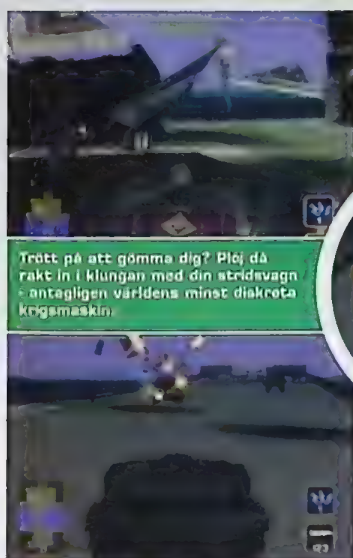 Trött på att gömma dig? Plöj då
rakt in i klungan med din stridsvagn
- antagligen världens minst diskreta
krigsmaskin.